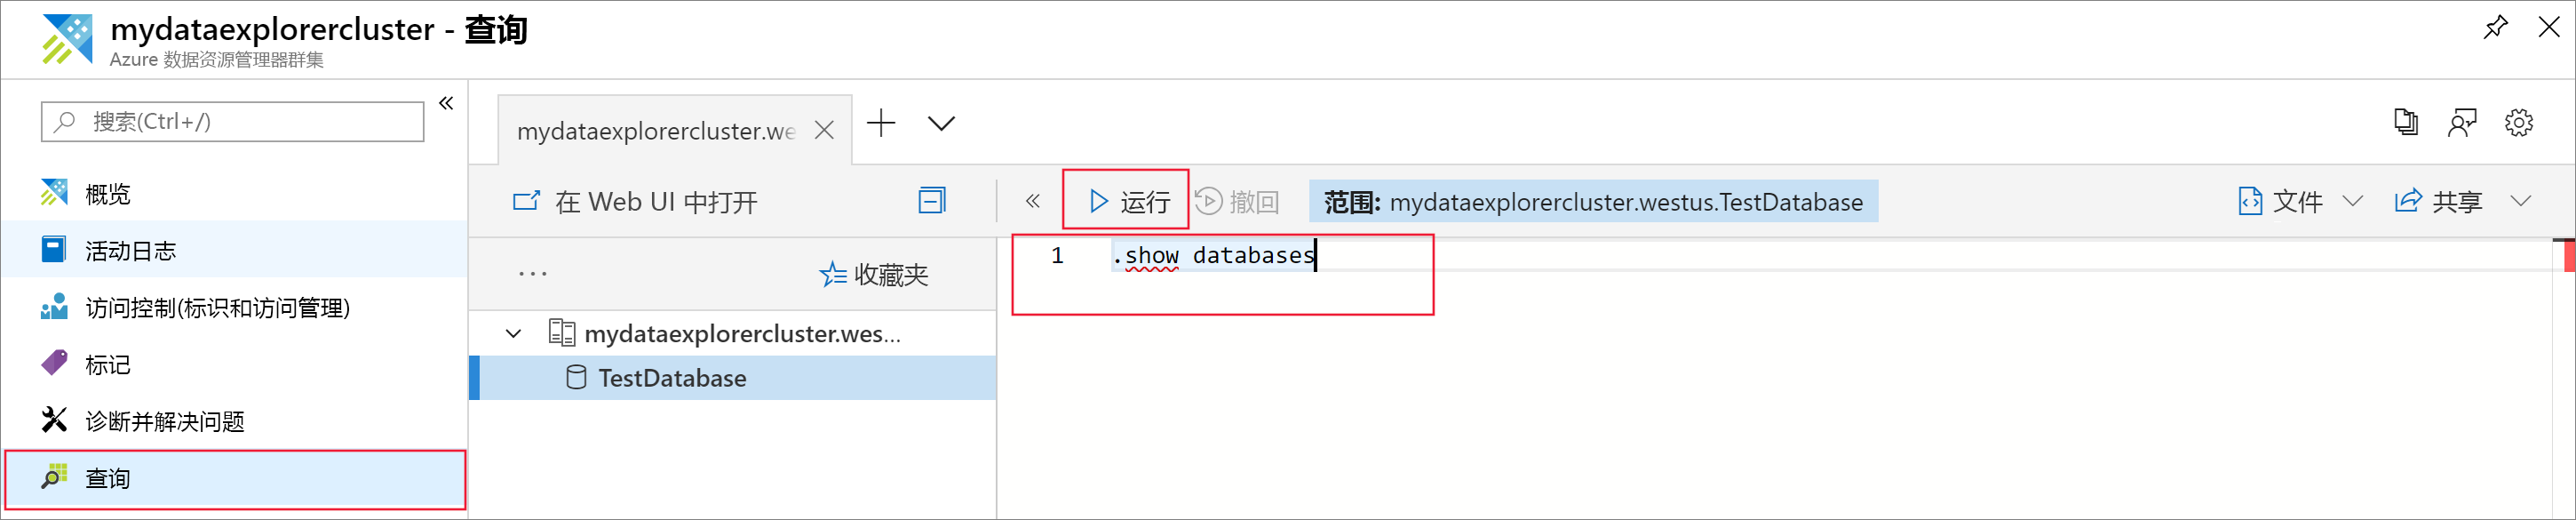 mydataexplorercluster - 查询
Azure 数据资源管理器群集
搜索(Ctrl+/)
概览
活动日志
访问控制(标识和访问管理)
标记
诊断并解决问题
查询
mydataexplorercluster.we
在 Web UI 中打开
运行
撤回
范围: mydataexplorercluster.westus.TestDatabase
文件
共享
... 收藏夹
mydataexplorercluster.wes...
TestDatabase
1 .show databases